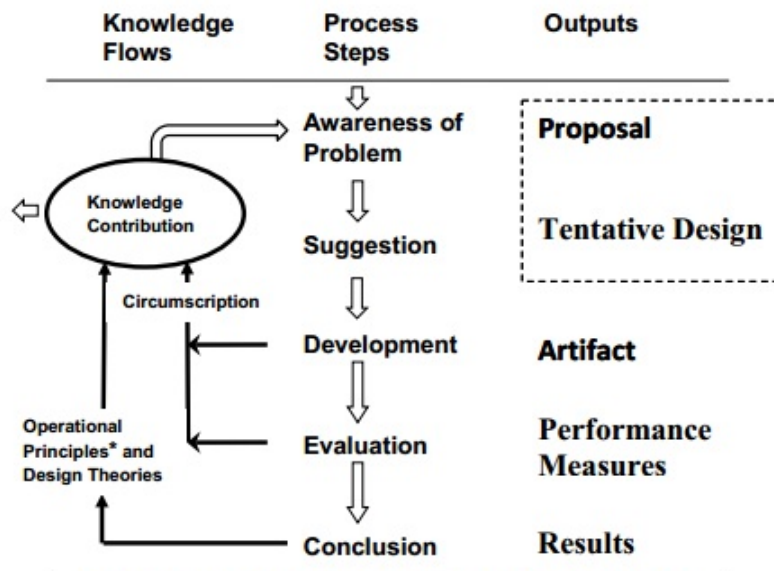 Knowledge
Flows
Process
Steps
Outputs
Awareness of
Problem
Proposal
Knowledge
Contribution
Suggestion
Tentative Design
Circumscription
Development
Artifact
Operational
Principles* and
Design Theories
Evaluation
Performance
Measures
Conclusion
Results